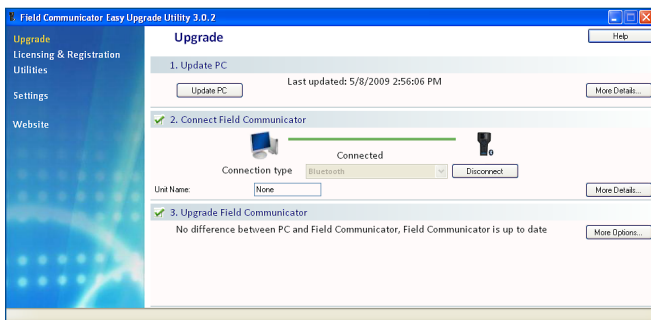 Field Communicator Easy Upgrade Utility 3.0.2
Upgrade
Licensing & Registration
Utilities
Settings
Website
Upgrade
Help
1. Update PC
Update PC
Last updated: 5/8/2009 2:56:06 PM
More Details...
2. Connect Field Communicator
Connected
Connection type
Bluetooth
Disconnect
Unit Name:
None
More Details...
3. Upgrade Field Communicator
No difference between PC and Field Communicator, Field Communicator is up to date
More Options...